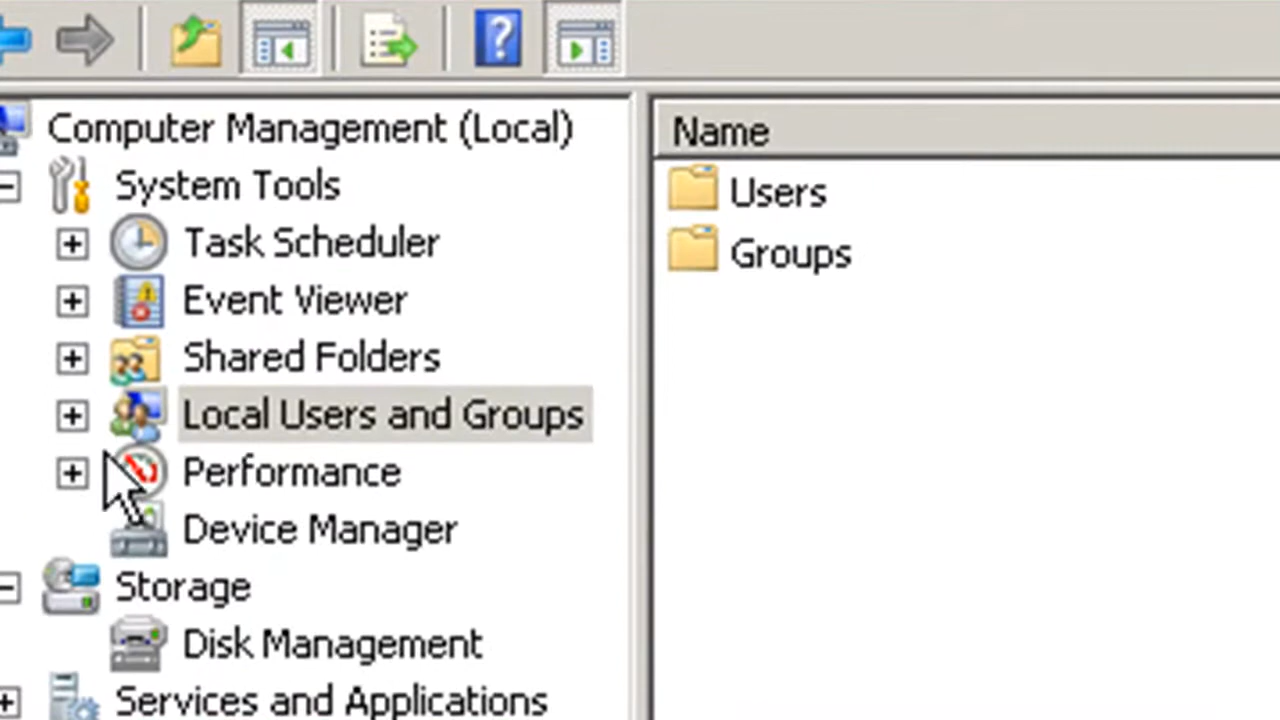 Computer Management (Local)
System Tools
Task Scheduler
Event Viewer
Shared Folders
Local Users and Groups
Performance
Device Manager
Storage
Disk Management
Services and Applications
Name
Users
Groups